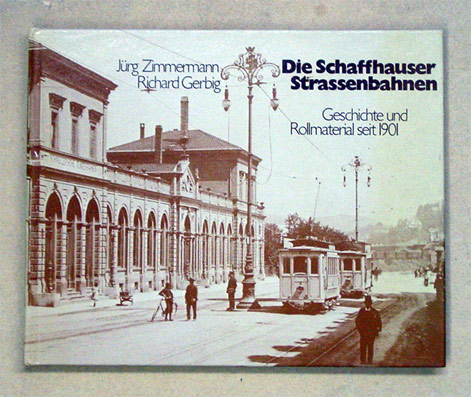 Jürg Zimmermann
Richard Gerbig
Die Schaffhauser
Strassenbahnen
Geschichte und
Rollmaterial seit 1901